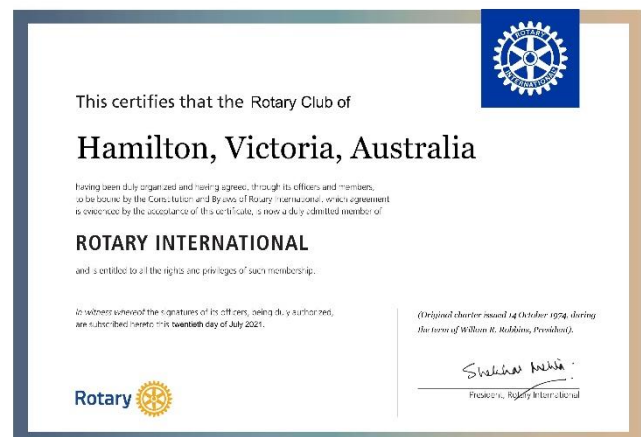 ROTARY
INTERNATIONAL
This certifies that the Rotary Club of
Hamilton, Victoria, Australia
having been duly organized and having agreed, through its officers and members,
to be bound by the Constitution and Bylaws of Rotary International, which agreement
is evidenced by the acceptance of this certificate, is now a duly admitted member of
ROTARY INTERNATIONAL
and is entitled to all the rights and privileges of such membership.
In witness whereof the signatures of its officers, being duly authorized,
are subscribed hereto this twentieth day of July 2021.
(Original charter issued 14 October 1974, during
the term of Willam R. Robbins, President).
Shekhar Mehta
President, Rotary International
Rotary